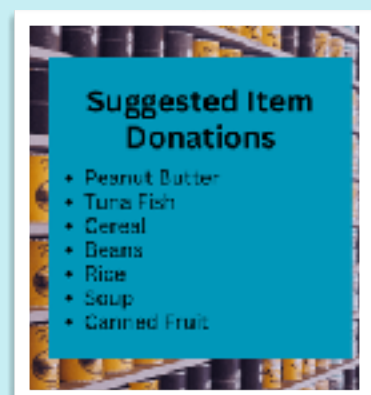 Suggested Item
Donations
• Peanut Butter
• Tuna Fish
• Cereal
• Beans
• Rice
• Soup
• Canned Fruit